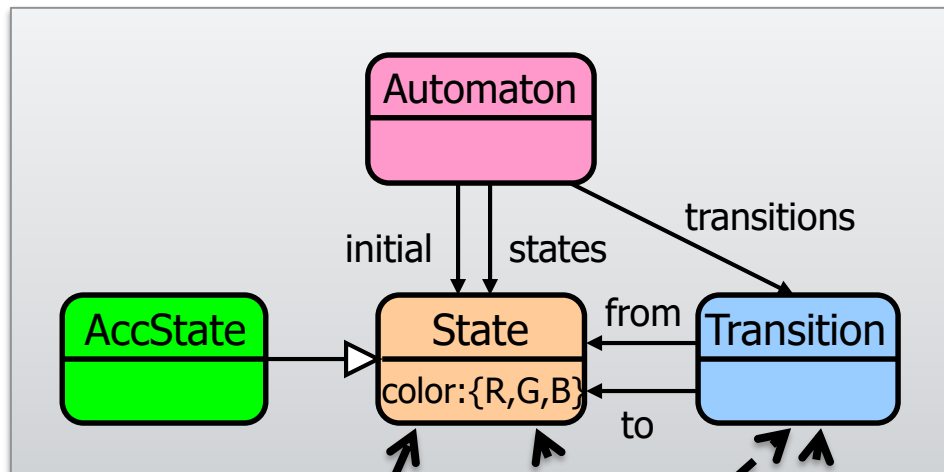 Automaton
transitions
initial
states
AccState
State
from
Transition
color:{R,G,B}
to